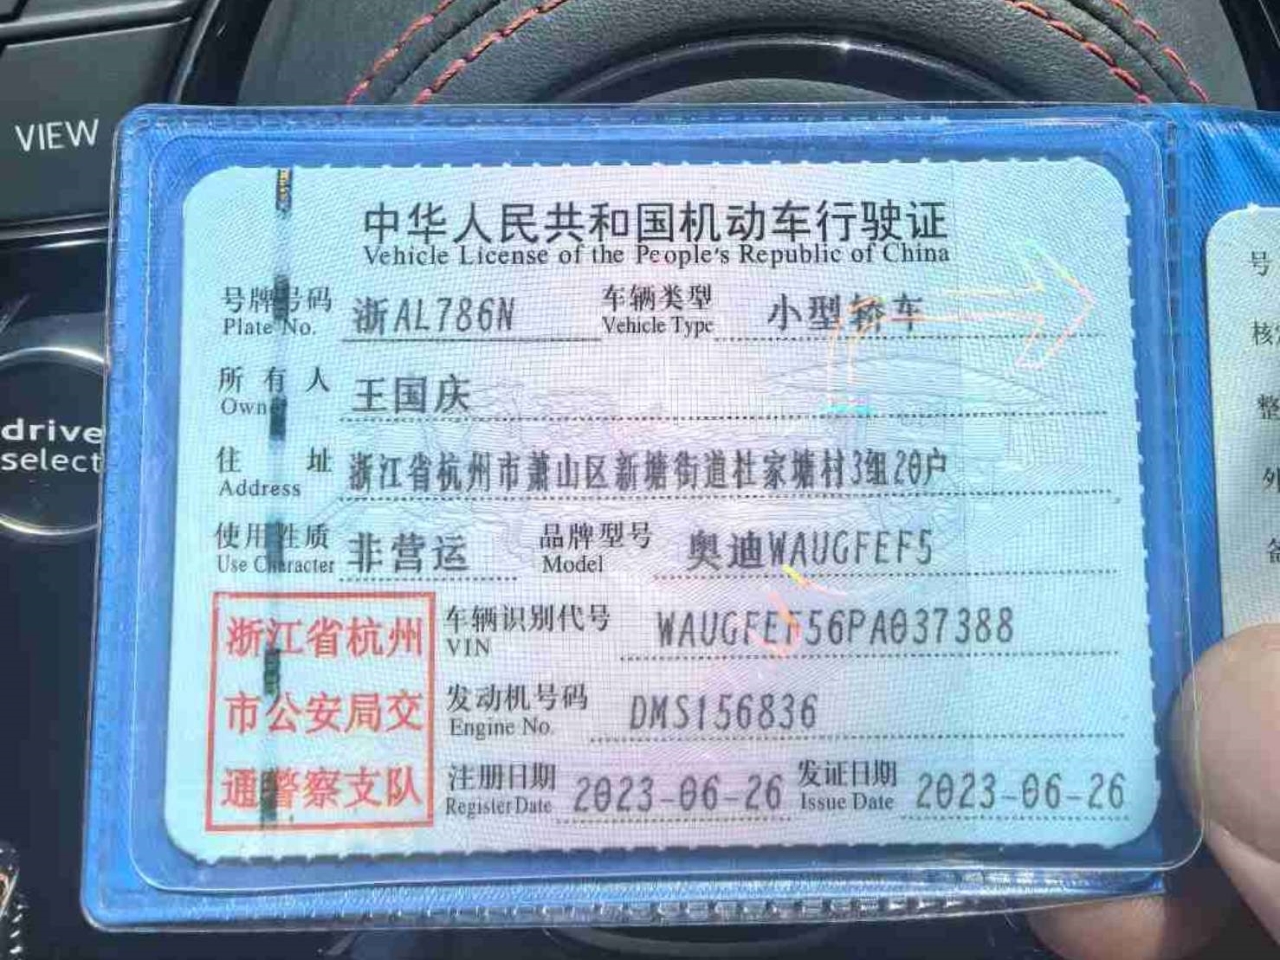 VIEW
drive
select
中华人民共和国机动车行驶证
Vehicle License of the People's Republic of China
号牌号码 浙AL786N 车辆类型 小型轿车
Plate No. Vehicle Type
所有人 王国庆
Owner
住址 浙江省杭州市萧山区新塘街道杜家塘村3组20户
Address
使用性质 非营运 品牌型号 奥迪WAUGFEF5
Use Character Model
浙江省杭州
市公安局交
通警察支队
车辆识别代号 WAUGFEF56PA037388
VIN
发动机号码 DMS156836
Engine No.
注册日期 2023-06-26 发证日期 2023-06-26
Register Date Issue Date
号
核
整
外
备